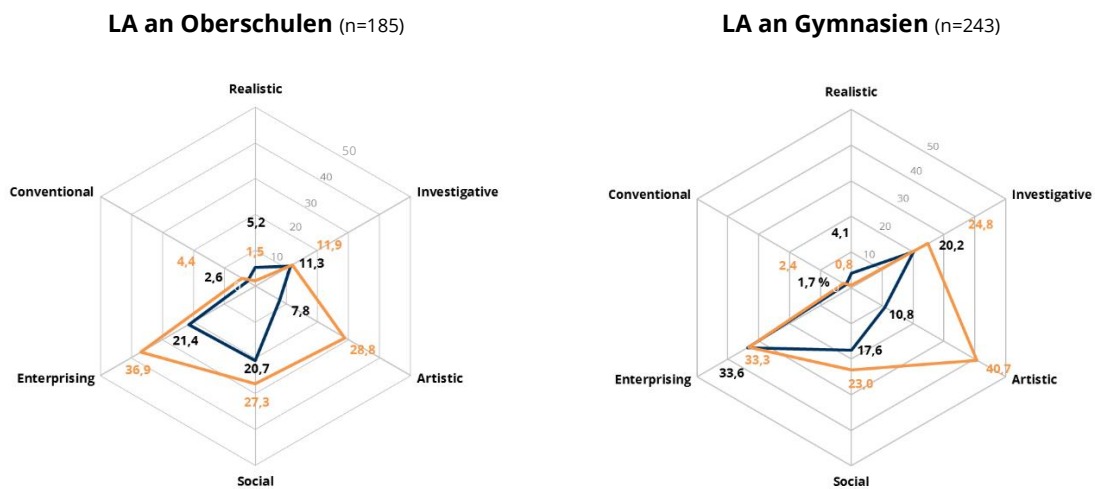 LA an Oberschulen (n=185)
Realistic
50
Conventional
Investigative
40
30
5,2
20
11,9
1,5
4,4
10
11,3
2,6
7,8
21,4
28,8
36,9
20,7
Enterprising
Artistic
27,3
Social
LA an Gymnasien (n=243)
Realistic
50
40
Conventional
Investigative
30
24,8
20
4,1
20,2
10
0,8
2,4
1,7 %
10,8
17,6
33,3
33,6
40,7
Enterprising
Artistic
23,0
Social